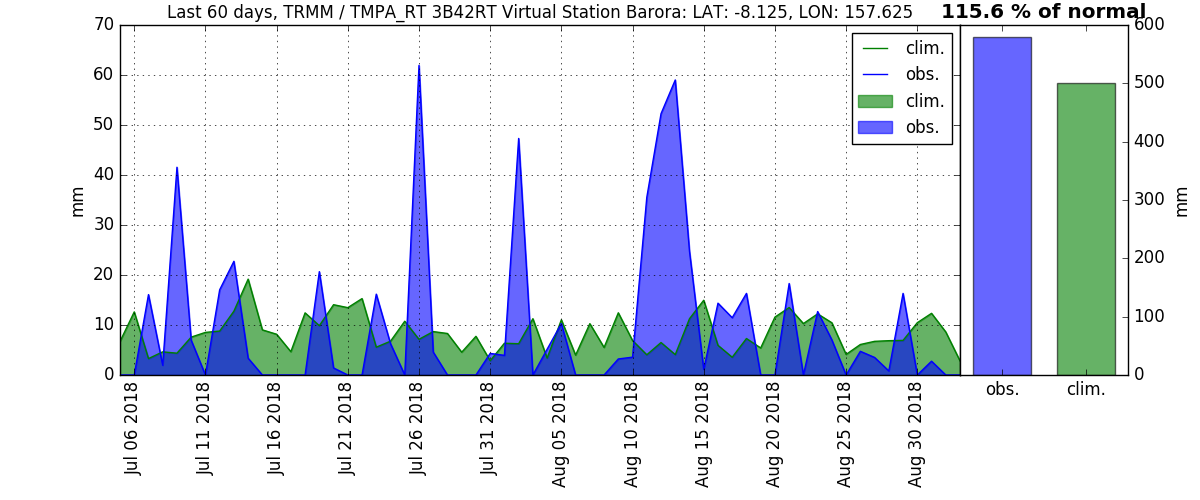 Last 60 days, TRMM / TMPA_RT 3B42RT Virtual Station Barora: LAT: -8.125, LON: 157.625
115.6 % of normal
70
60
50
40
30
20
10
0
mm
clim.
obs.
clim.
obs.
600
500
400
300
200
100
0
mm
obs.
clim.
Jul 06 2018
Jul 11 2018
Jul 16 2018
Jul 21 2018
Jul 26 2018
Jul 31 2018
Aug 05 2018
Aug 10 2018
Aug 15 2018
Aug 20 2018
Aug 25 2018
Aug 30 2018